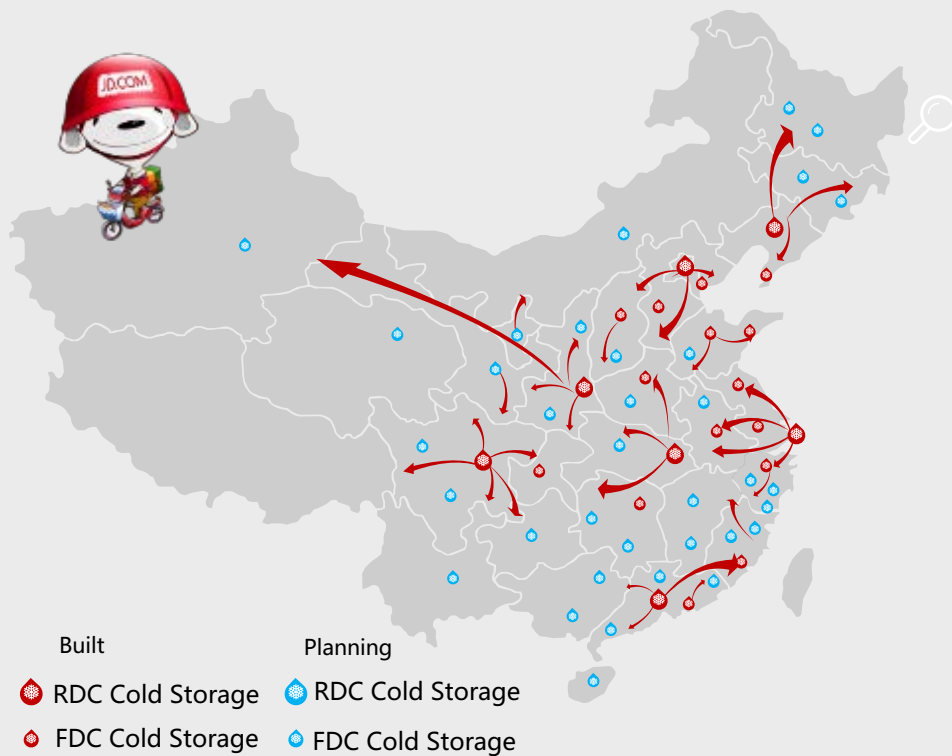 JD.COM
Built
Planning
RDC Cold Storage
RDC Cold Storage
FDC Cold Storage
FDC Cold Storage